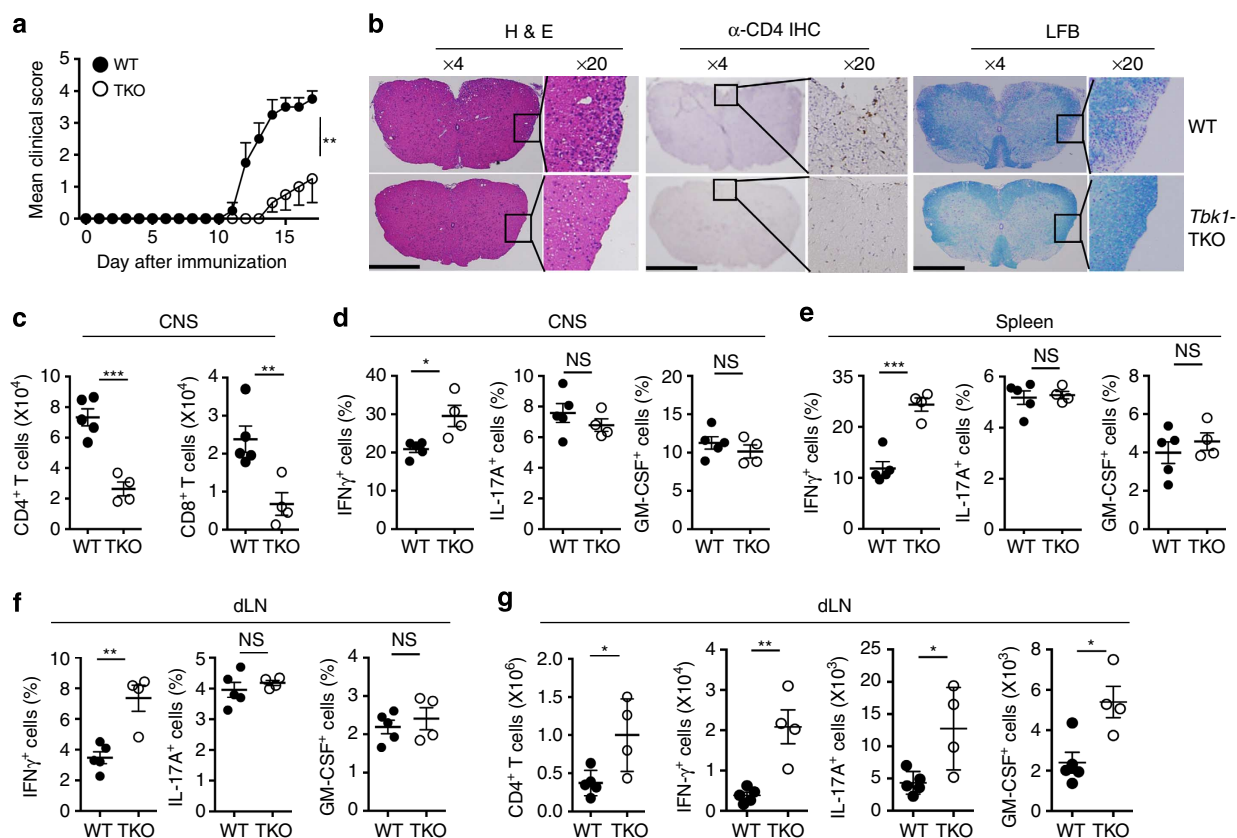 a
WT
TKO
Mean clinical score
5
4
3
2
1
0
**
0 5 10 15
Day after immunization
b
H & E
α-CD4 IHC
LFB
×4 ×20 ×4 ×20 ×4 ×20
WT
Tbk1-
TKO
c
CNS
CD4⁺ T cells (X10⁴)
10
8
6
4
2
0
***
WT TKO
CD8⁺ T cells (X10⁴)
4
3
2
1
0
**
WT TKO
d
CNS
IFNγ⁺ cells (%)
40
30
20
10
0
*
WT TKO
IL-17A⁺ cells (%)
10
8
6
4
2
0
NS
WT TKO
GM-CSF⁺ cells (%)
20
15
10
5
0
NS
WT TKO
e
Spleen
IFNγ⁺ cells (%)
35
20
10
0
***
WT TKO
IL-17A⁺ cells (%)
6
4
2
0
NS
WT TKO
GM-CSF⁺ cells (%)
8
6
4
2
0
NS
WT TKO
f
dLN
IFNγ⁺ cells (%)
10
8
6
4
2
0
**
WT TKO
IL-17A⁺ cells (%)
5
4
3
2
1
0
NS
WT TKO
GM-CSF⁺ cells (%)
4
3
2
1
0
NS
WT TKO
g
dLN
CD4⁺ T cells (X10⁶)
2.0
1.5
1.0
0.5
0
*
WT TKO
IFN-γ⁺ cells (X10⁴)
4
3
2
1
0
**
WT TKO
IL-17A⁺ cells (X10³)
25
20
15
10
5
0
*
WT TKO
GM-CSF⁺ cells (X10³)
8
6
4
2
0
*
WT TKO